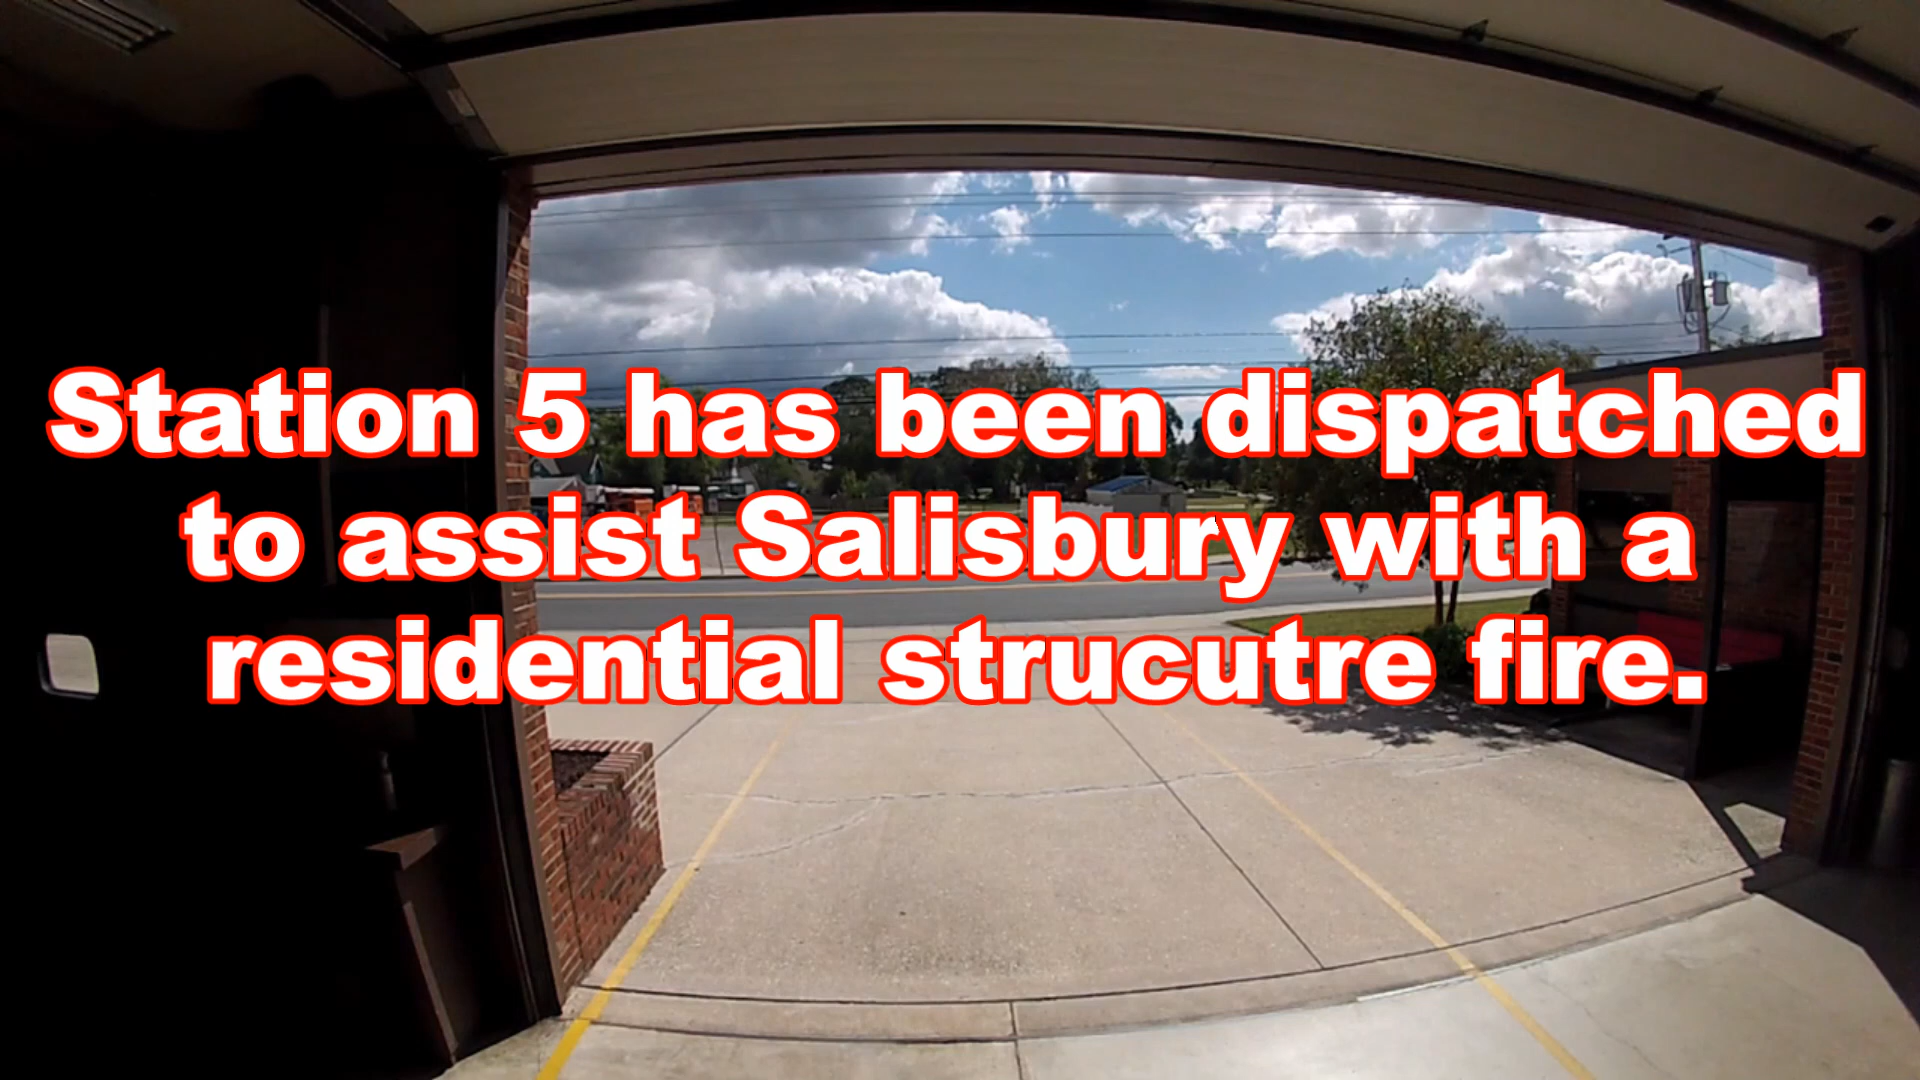 Station 5 has been dispatched
to assist Salisbury with a
residential strucutre fire.